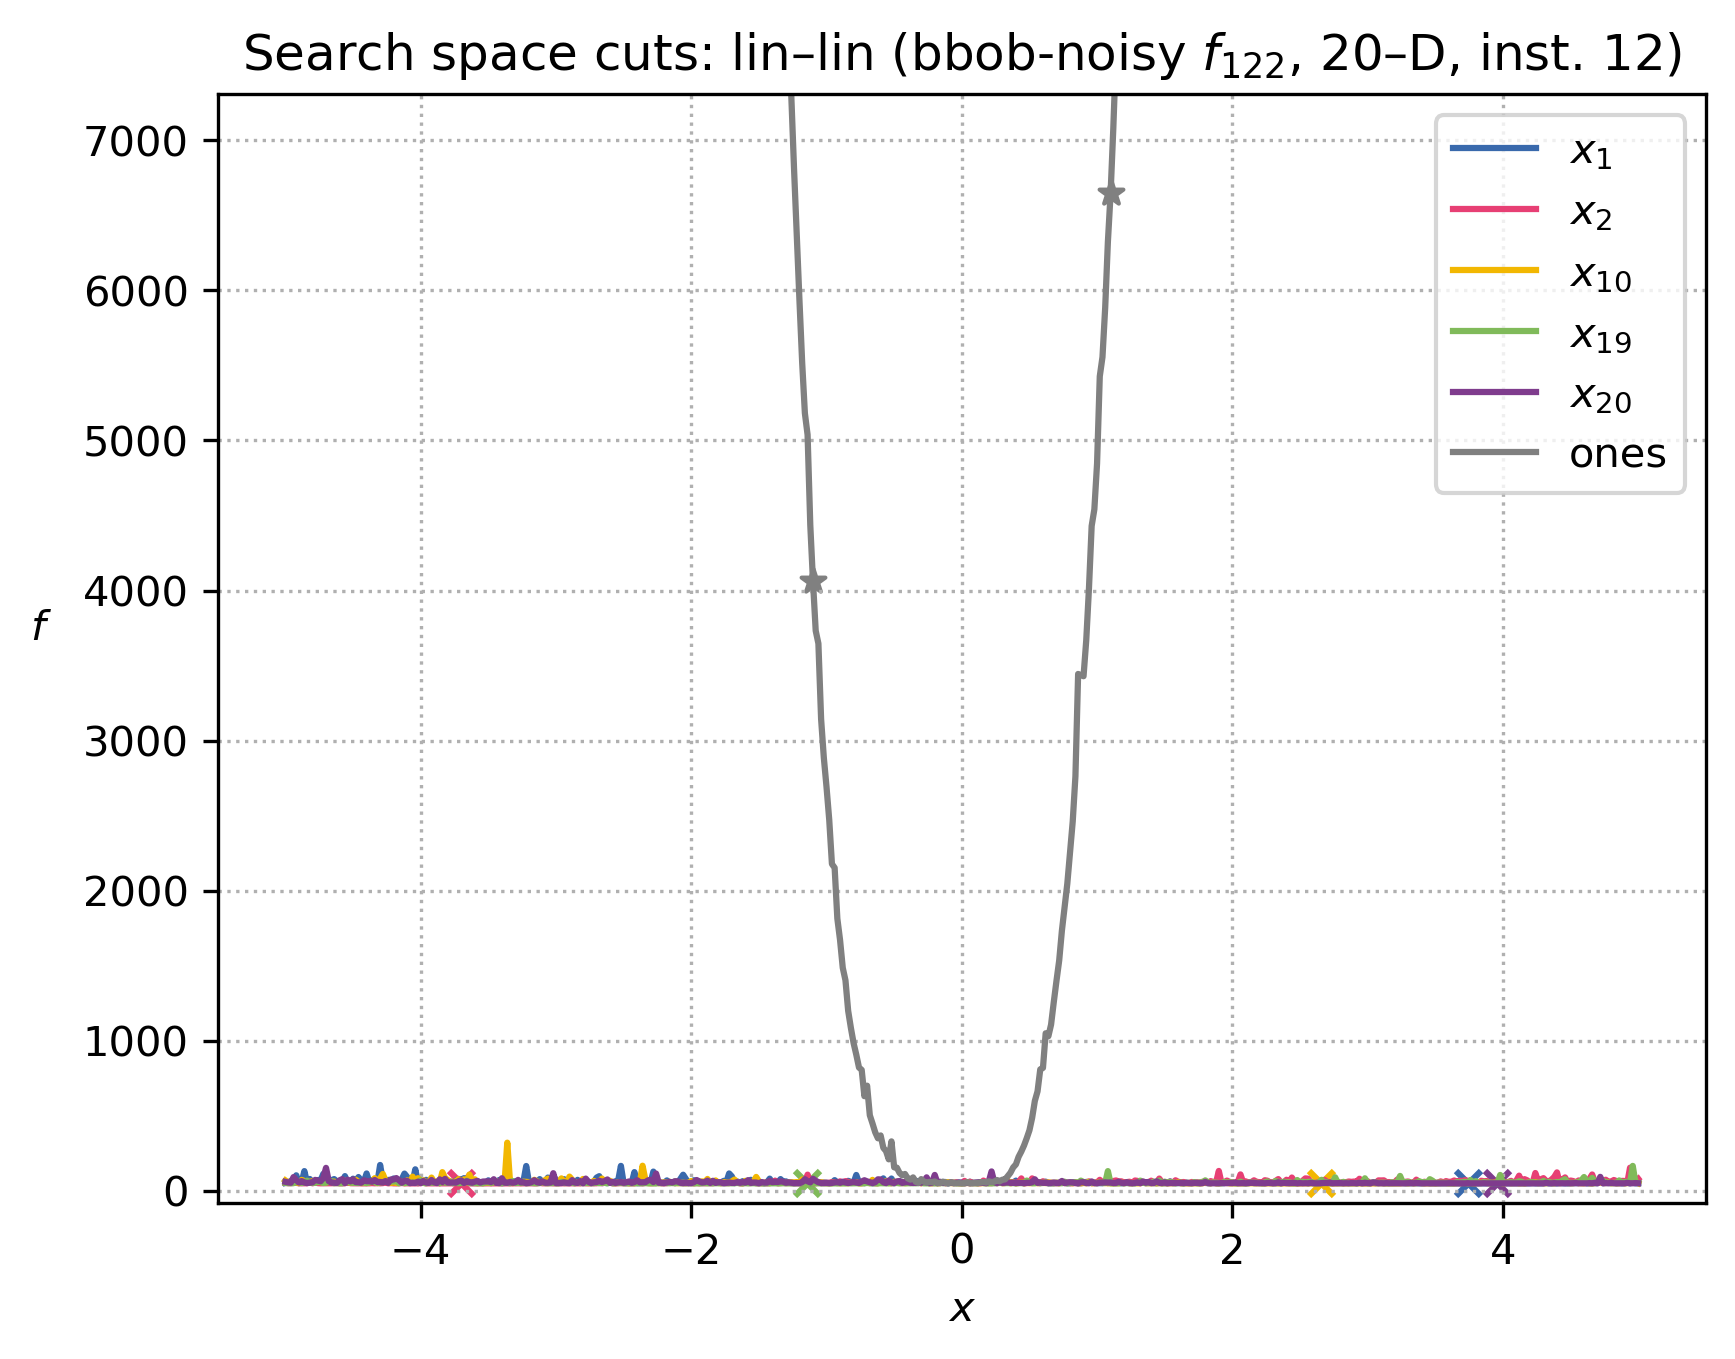 Search space cuts: lin–lin (bbob-noisy f₁₂₂, 20–D, inst. 12)
7000
6000
5000
4000
3000
2000
1000
0
f
−4
−2
0
2
4
x
x₁
x₂
x₁₀
x₁₉
x₂₀
ones